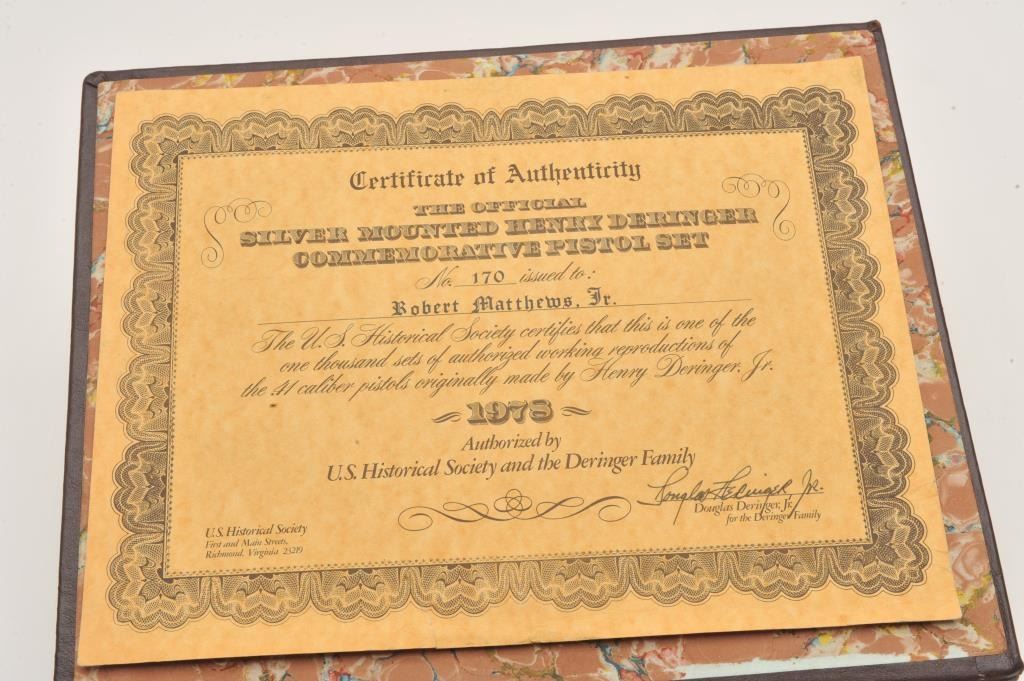 Certificate of Authenticity
THE OFFICIAL
SILVER MOUNTED HENRY DERINGER
COMMEMORATIVE PISTOL SET
No. 170 issued to:
Robert Matthews, Jr.
The U.S. Historical Society certifies that this is one of the
one thousand sets of authorized working reproductions of
the .41 caliber pistols originally made by Henry Deringer, Jr.
1978
Authorized by
U.S. Historical Society and the Deringer Family
Douglas Deringer, Jr.
Douglas Deringer, Jr.
for the Deringer Family
U.S. Historical Society
First and Main Streets,
Richmond, Virginia 23219